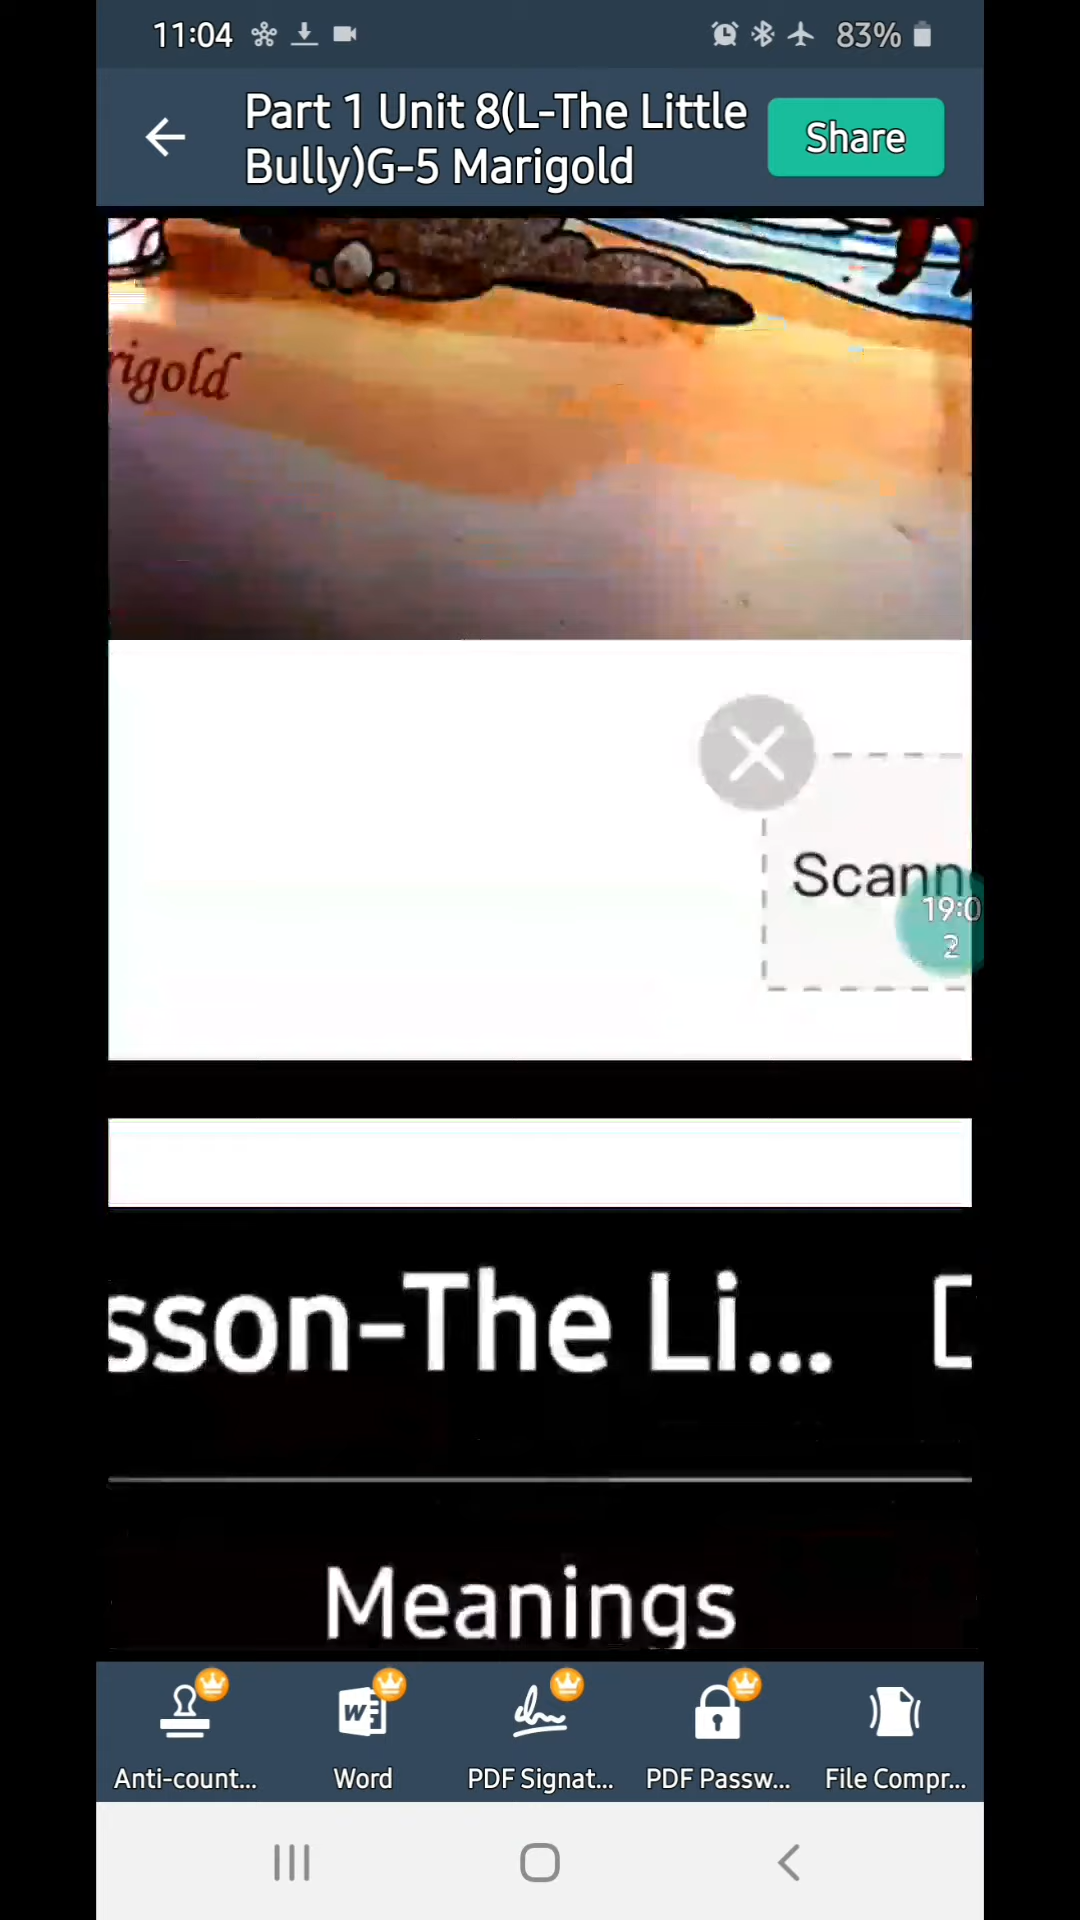 11:04
83%
Part 1 Unit 8(L-The Little
Bully)G-5 Marigold
Share
rigold
Scann
19:0
2
sson-The Li...
Meanings
Anti-count...
Word
PDF Signat...
PDF Passw...
File Compr...